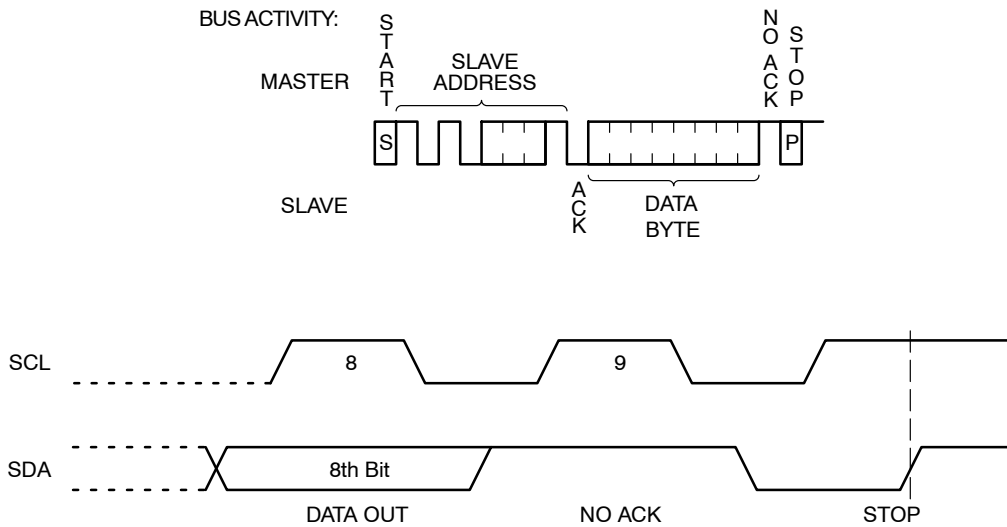 BUS ACTIVITY:
START
NO ACK
STOP
MASTER
SLAVE
ADDRESS
S
P
SLAVE
ACK
DATA
BYTE
SCL
8
9
SDA
8th Bit
DATA OUT
NO ACK
STOP